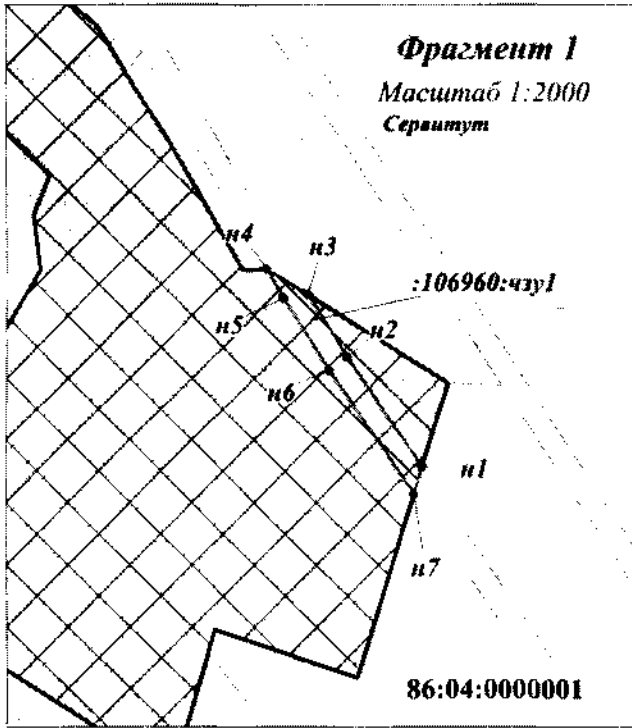 Фрагмент 1
Масштаб 1:2000
Сервитут
н4
н3
:106960:чзу1
н5
н2
н6
н1
н7
86:04:0000001